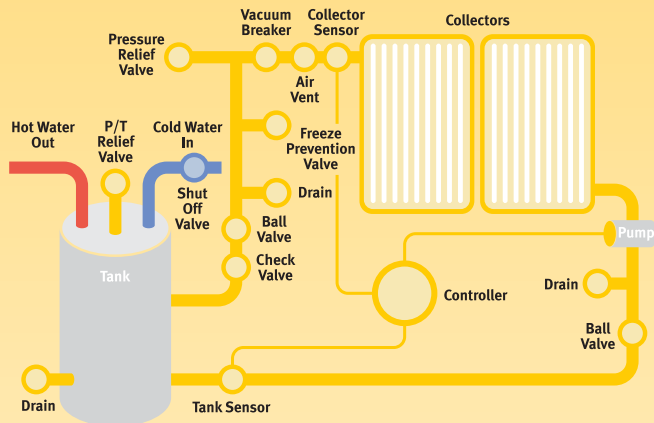 Vacuum
Breaker
Collector
Sensor
Collectors
Pressure
Relief
Valve
Air
Vent
Hot Water
Out
P/T
Relief
Valve
Cold Water
In
Freeze
Prevention
Valve
Shut
Off
Valve
Drain
Ball
Valve
Pump
Tank
Check
Valve
Controller
Drain
Ball
Valve
Drain
Tank Sensor